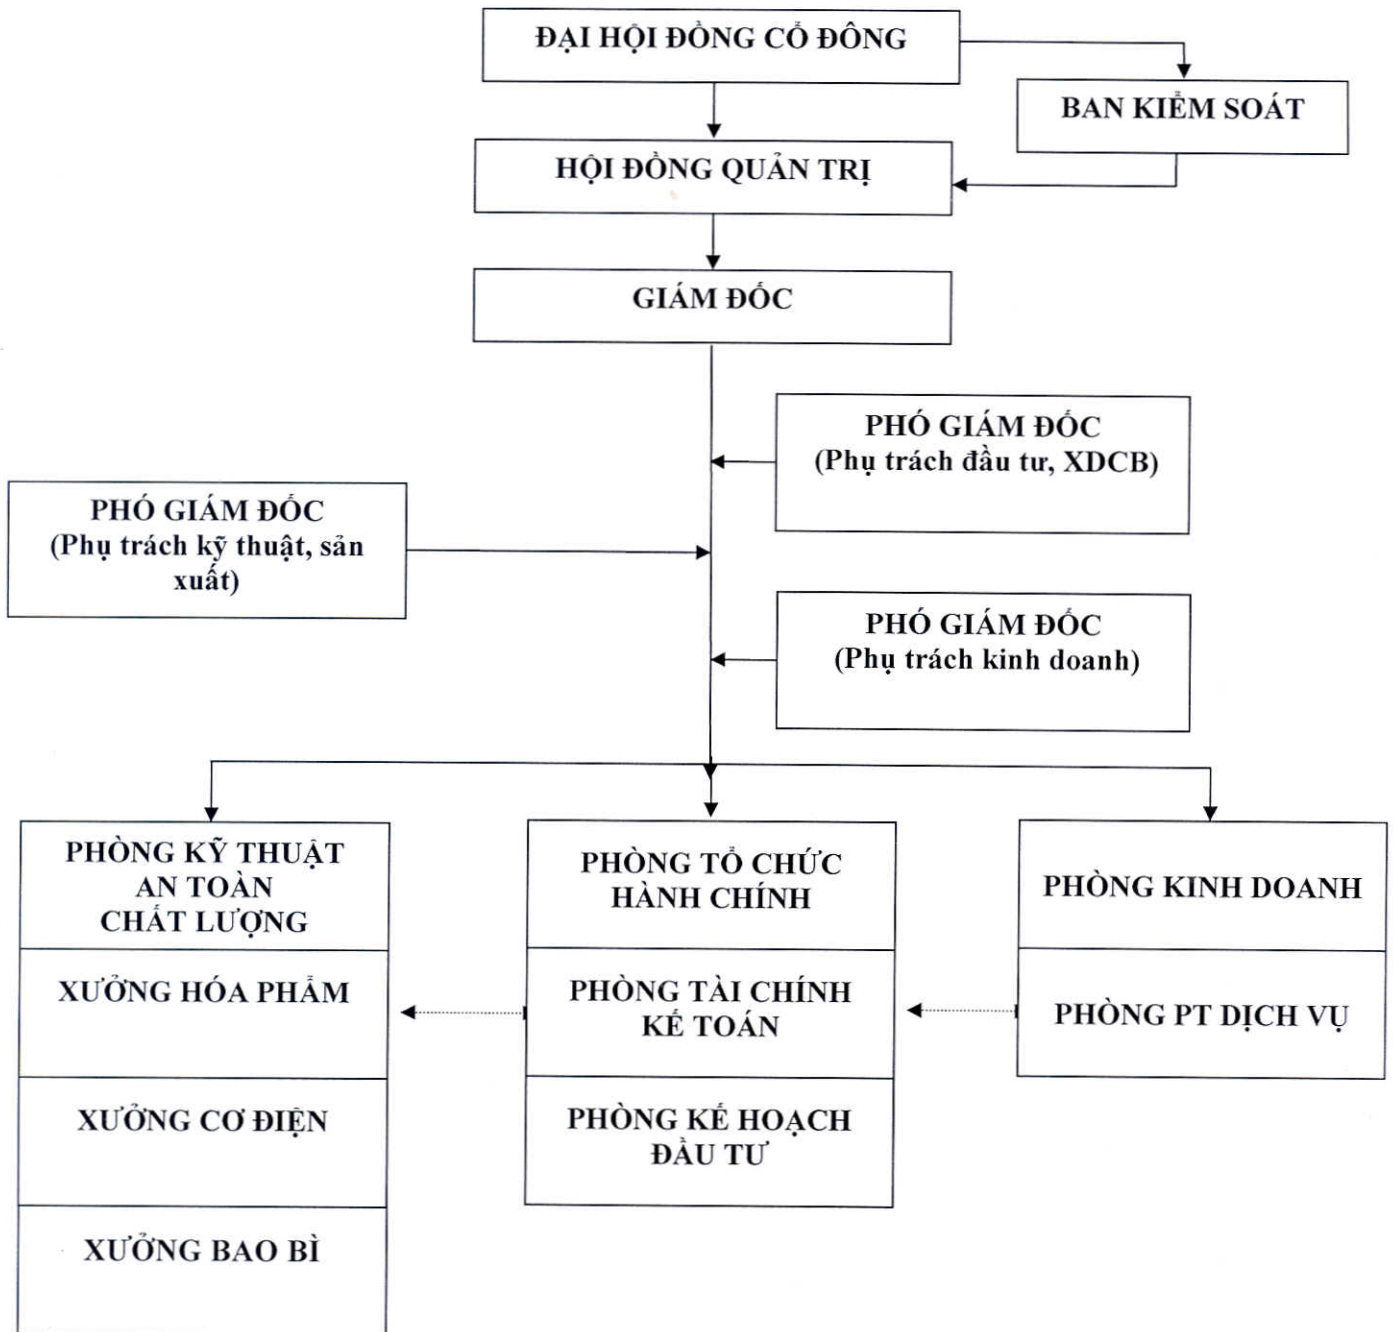 ĐẠI HỘI ĐỒNG CỔ ĐÔNG
BAN KIỂM SOÁT
HỘI ĐỒNG QUẢN TRỊ
GIÁM ĐỐC
PHÓ GIÁM ĐỐC
(Phụ trách đầu tư, XDCB)
PHÓ GIÁM ĐỐC
(Phụ trách kỹ thuật, sản
xuất)
PHÓ GIÁM ĐỐC
(Phụ trách kinh doanh)
PHÒNG KỸ THUẬT
AN TOÀN
CHẤT LƯỢNG
XƯỞNG HÓA PHẨM
XƯỞNG CƠ ĐIỆN
XƯỞNG BAO BÌ
PHÒNG TỔ CHỨC
HÀNH CHÍNH
PHÒNG TÀI CHÍNH
KẾ TOÁN
PHÒNG KẾ HOẠCH
ĐẦU TƯ
PHÒNG KINH DOANH
PHÒNG PT DỊCH VỤ